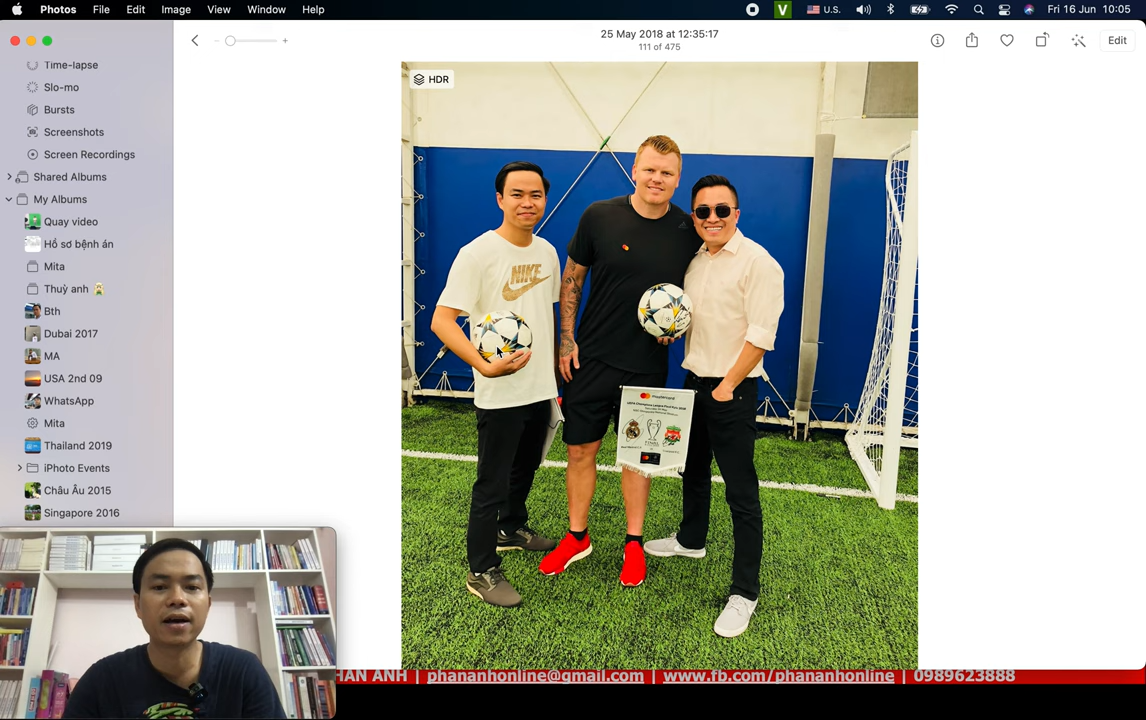 Photos File Edit Image View Window Help
V U.S. Fri 16 Jun 10:05
25 May 2018 at 12:35:17
111 of 475
Edit
HDR
Time-lapse
Slo-mo
Bursts
Screenshots
Screen Recordings
Shared Albums
My Albums
Quay video
Hồ sơ bệnh án
Mita
Thuỳ anh
Bth
Dubai 2017
MA
USA 2nd 09
WhatsApp
Mita
Thailand 2019
iPhoto Events
Châu Âu 2015
Singapore 2016
NIKE
mastercard
HAN ANH | phananhonline@gmail.com | www.fb.com/phananhonline | 0989623888